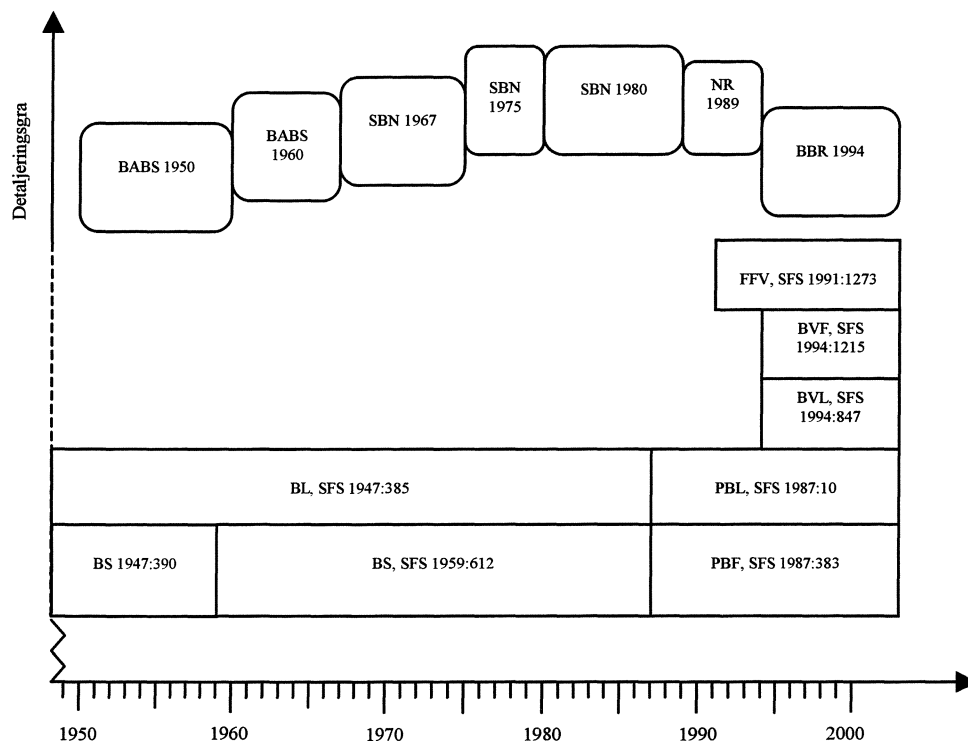 Detaljeringsgra
BABS 1950
BABS
1960
SBN 1967
SBN
1975
SBN 1980
NR
1989
BBR 1994
FFV, SFS 1991:1273
BVF, SFS
1994:1215
BVL, SFS
1994:847
BL, SFS 1947:385
PBL, SFS 1987:10
BS 1947:390
BS, SFS 1959:612
PBF, SFS 1987:383
1950
1960
1970
1980
1990
2000